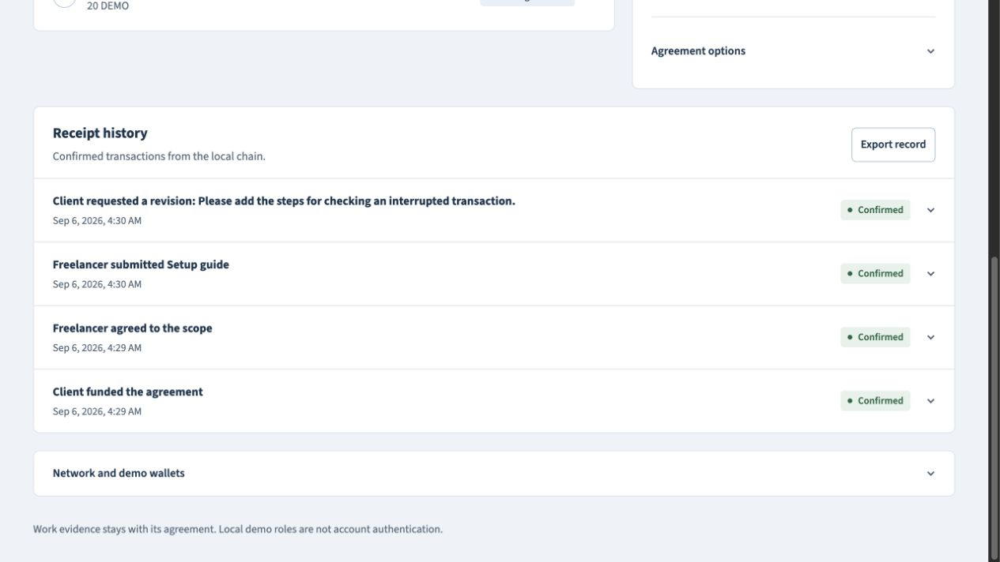 20 DEMO
Agreement options
Receipt history
Confirmed transactions from the local chain.
Export record
Client requested a revision: Please add the steps for checking an interrupted transaction.
Sep 6, 2026, 4:30 AM
Confirmed
Freelancer submitted Setup guide
Sep 6, 2026, 4:30 AM
Confirmed
Freelancer agreed to the scope
Sep 6, 2026, 4:29 AM
Confirmed
Client funded the agreement
Sep 6, 2026, 4:29 AM
Confirmed
Network and demo wallets
Work evidence stays with its agreement. Local demo roles are not account authentication.